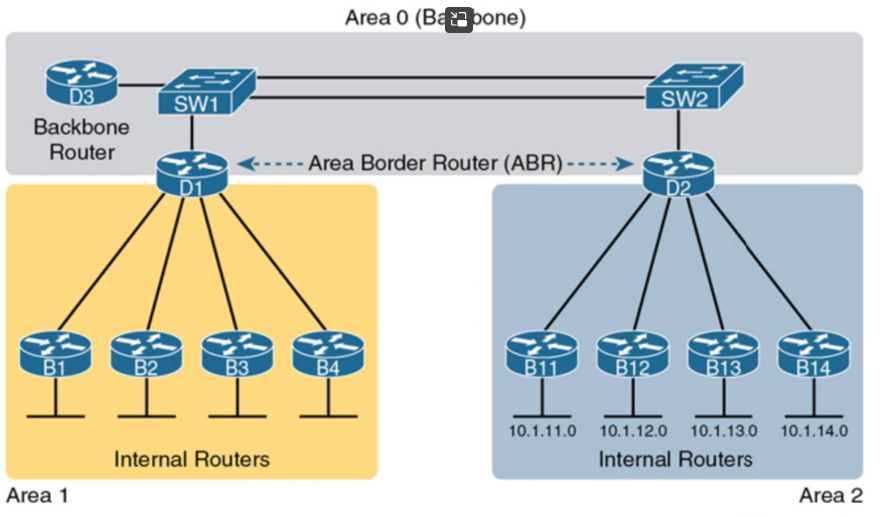 Area 0 (Ba bone)
D3
SW1
SW2
Backbone
Router
Area Border Router (ABR)
D1
D2
B1
B2
B3
B4
B11
B12
B13
B14
10.1.11.0
10.1.12.0
10.1.13.0
10.1.14.0
Internal Routers
Internal Routers
Area 1
Area 2